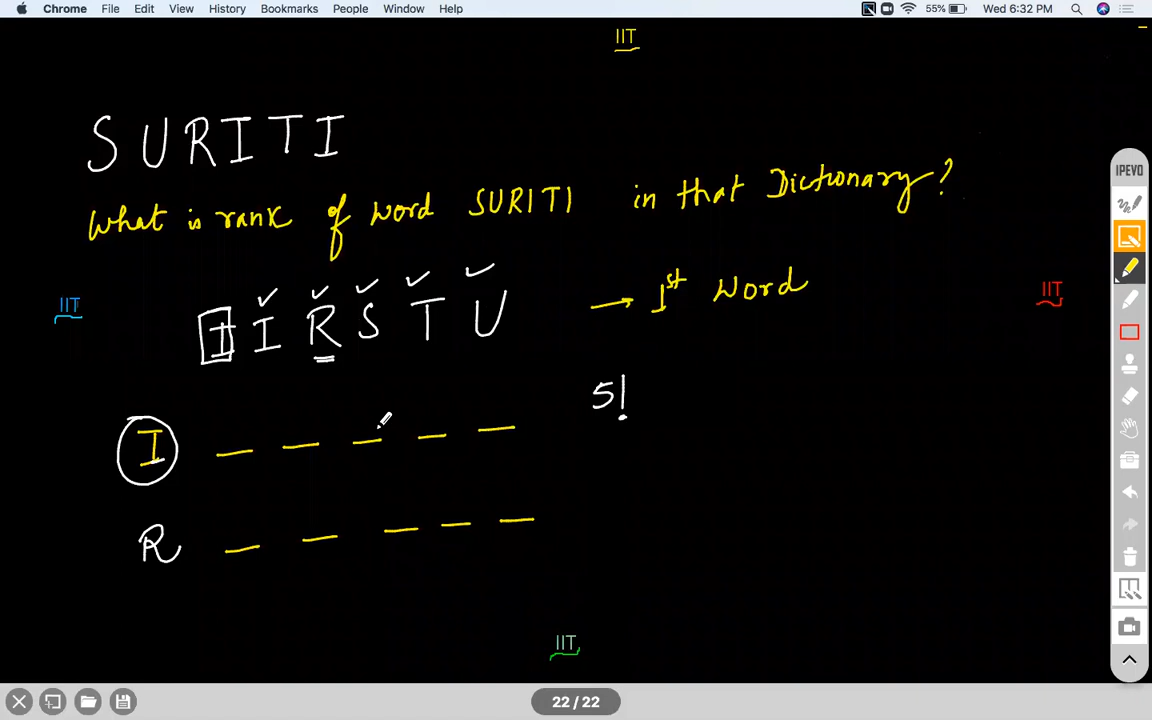 Chrome File Edit View History Bookmarks People Window Help 55% Wed 6:32 PM
IIT
SURITI
What is rank of word SURITI in that Dictionary?
IIT
I I R S T U → 1st Word
IIT
IPEVO
5!
I _ _ _ _ _
R _ _ _ _ _
IIT
22 / 22